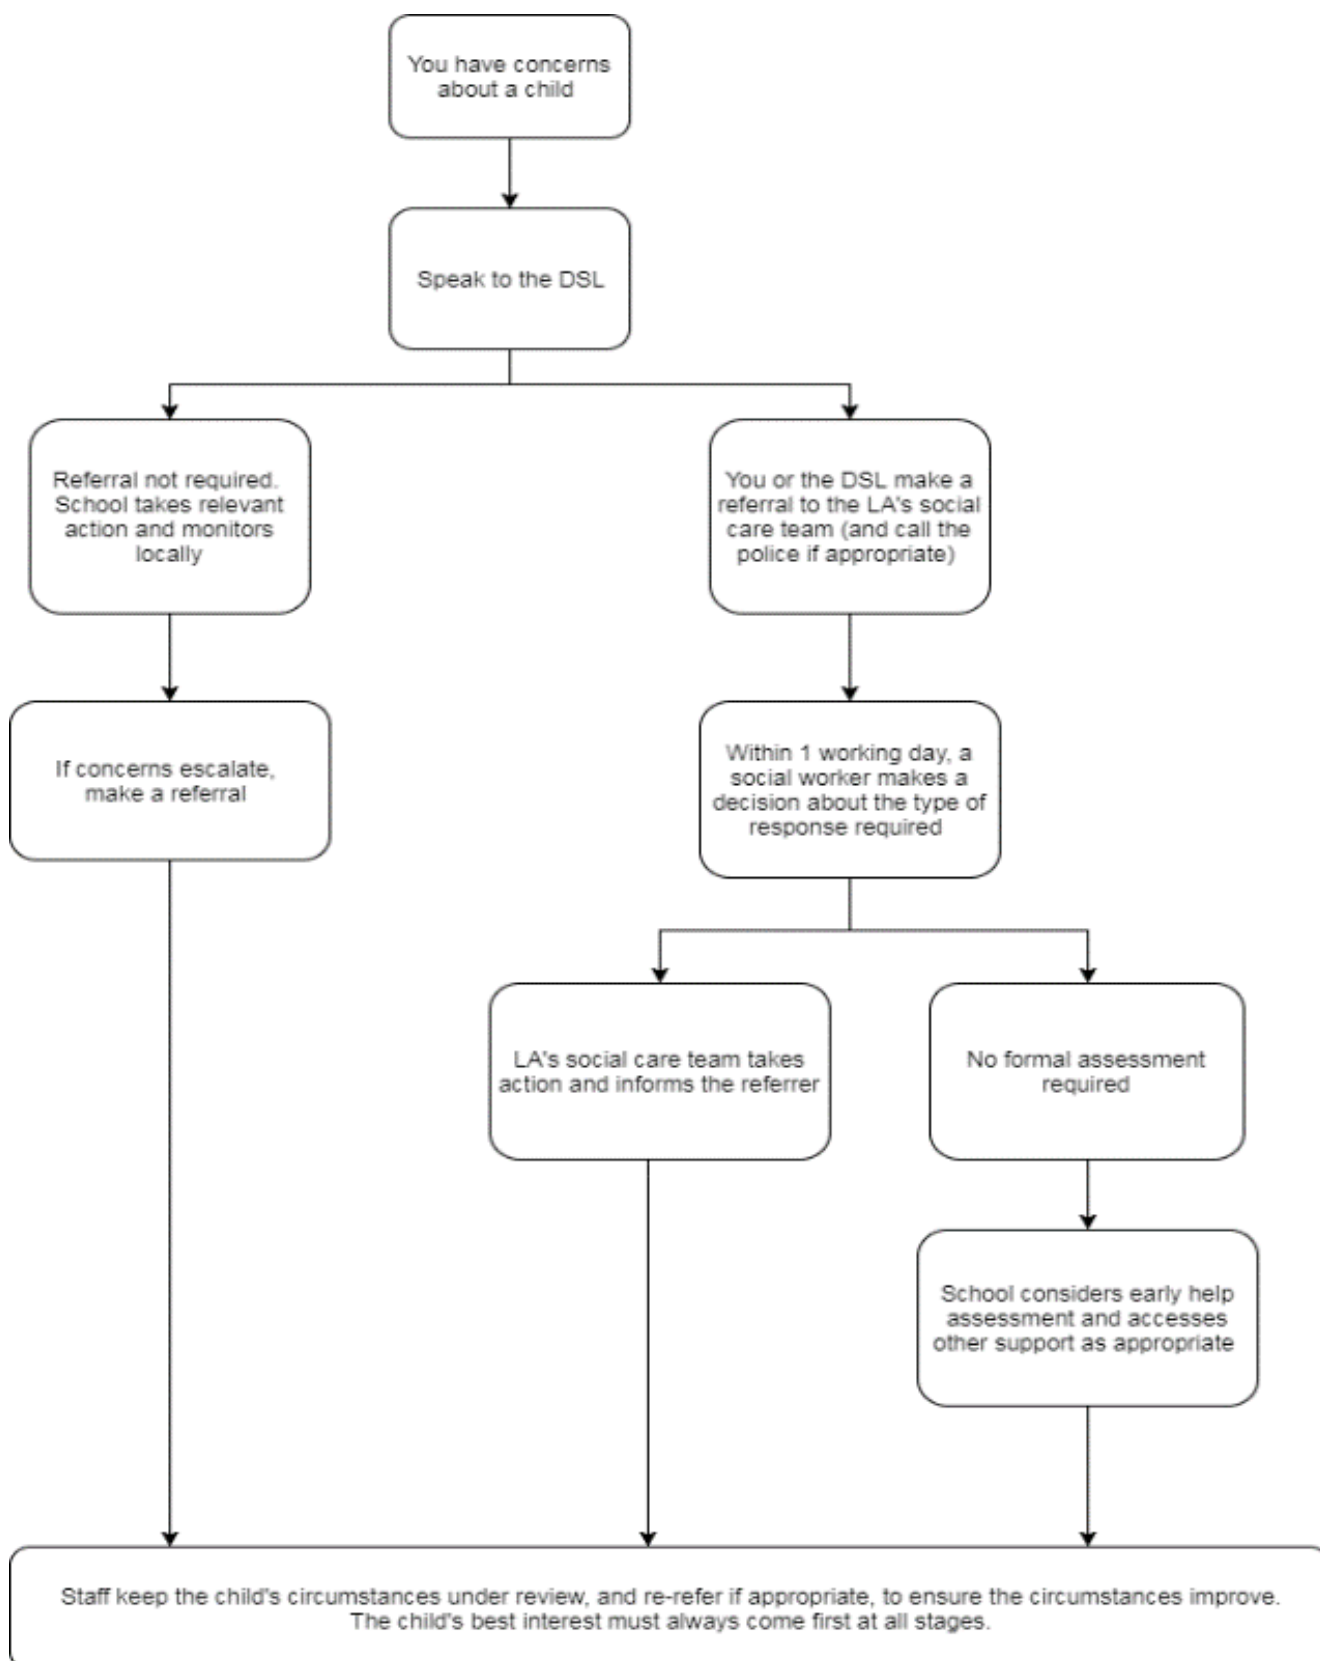 You have concerns
about a child
Speak to the DSL
Referral not required.
School takes relevant
action and monitors
locally
You or the DSL make a
referral to the LA's social
care team (and call the
police if appropriate)
If concerns escalate,
make a referral
Within 1 working day, a
social worker makes a
decision about the type of
response required
LA's social care team takes
action and informs the referrer
No formal assessment
required
School considers early help
assessment and accesses
other support as appropriate
Staff keep the child's circumstances under review, and re-refer if appropriate, to ensure the circumstances improve.
The child's best interest must always come first at all stages.